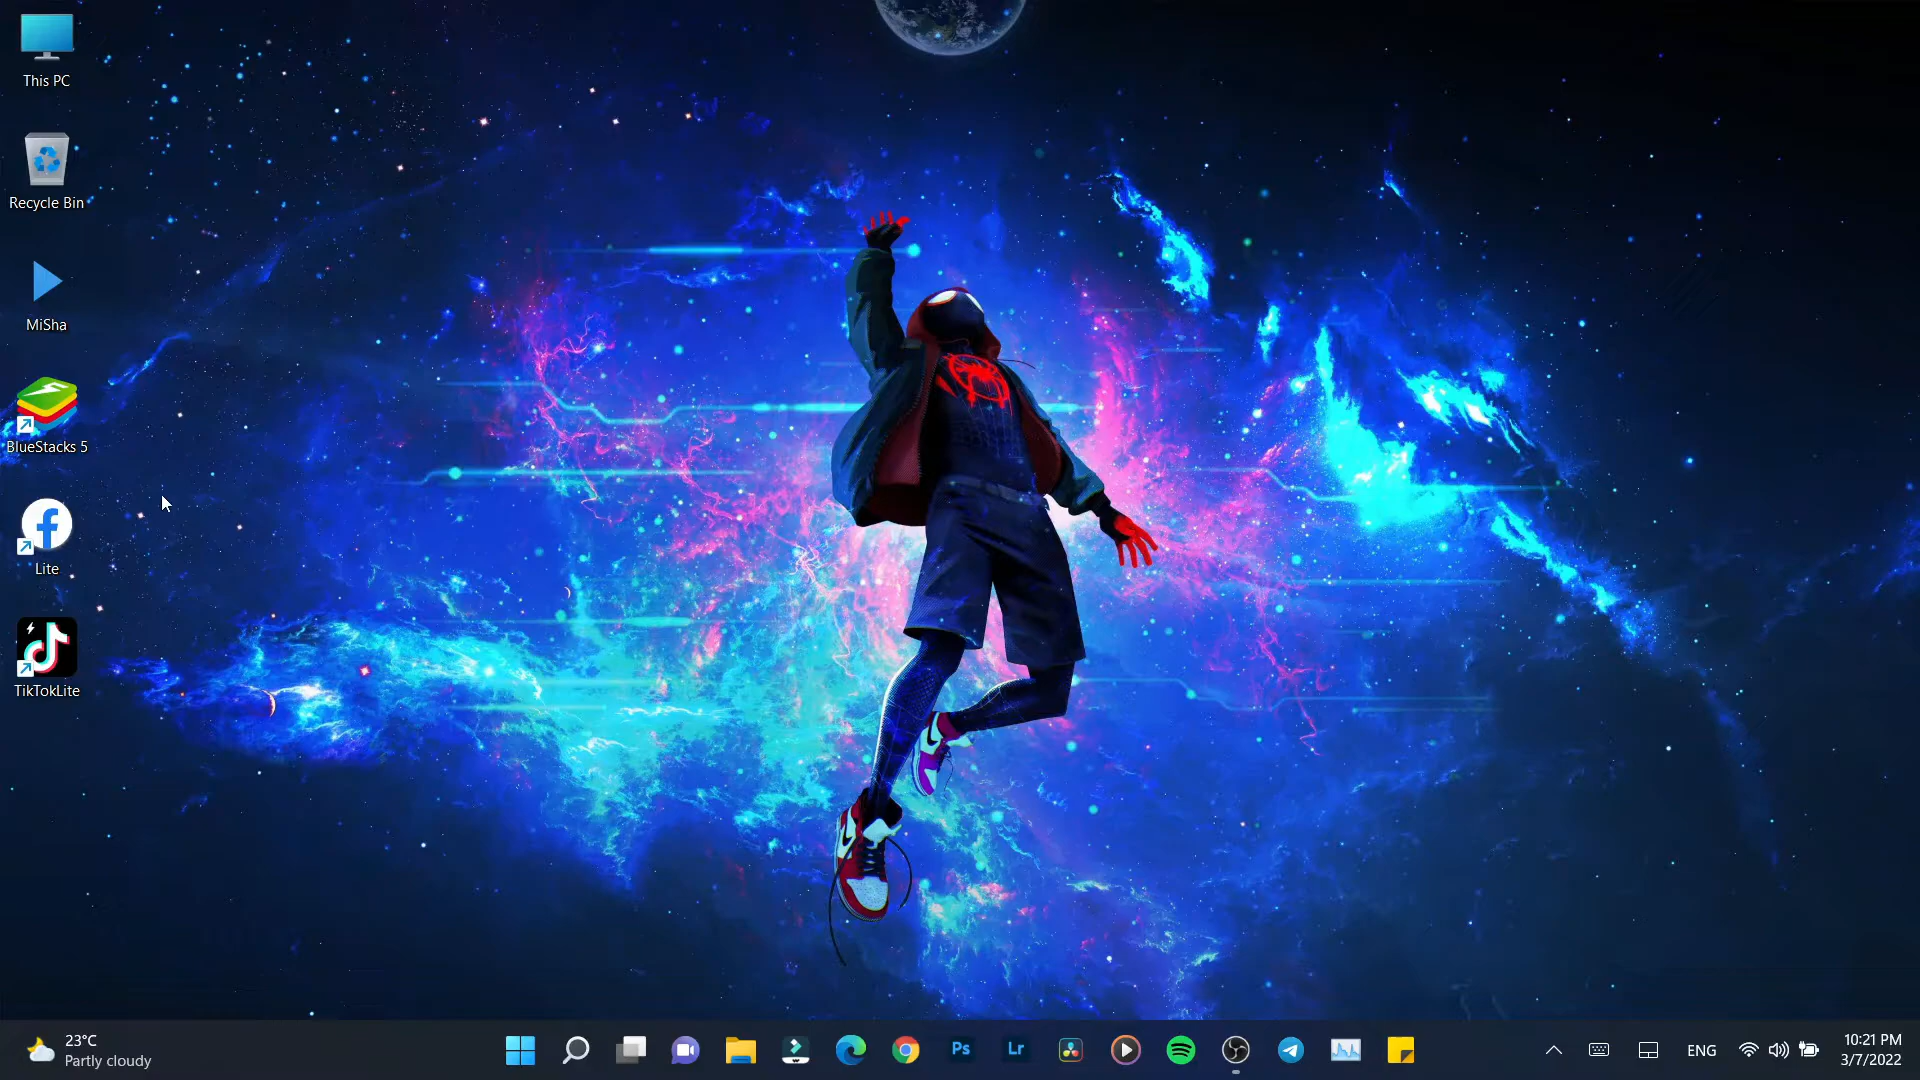 This PC
Recycle Bin
MiSha
BlueStacks 5
Lite
TikTokLite
23°C
Partly cloudy
Ps
Lr
ENG
10:21 PM
3/7/2022